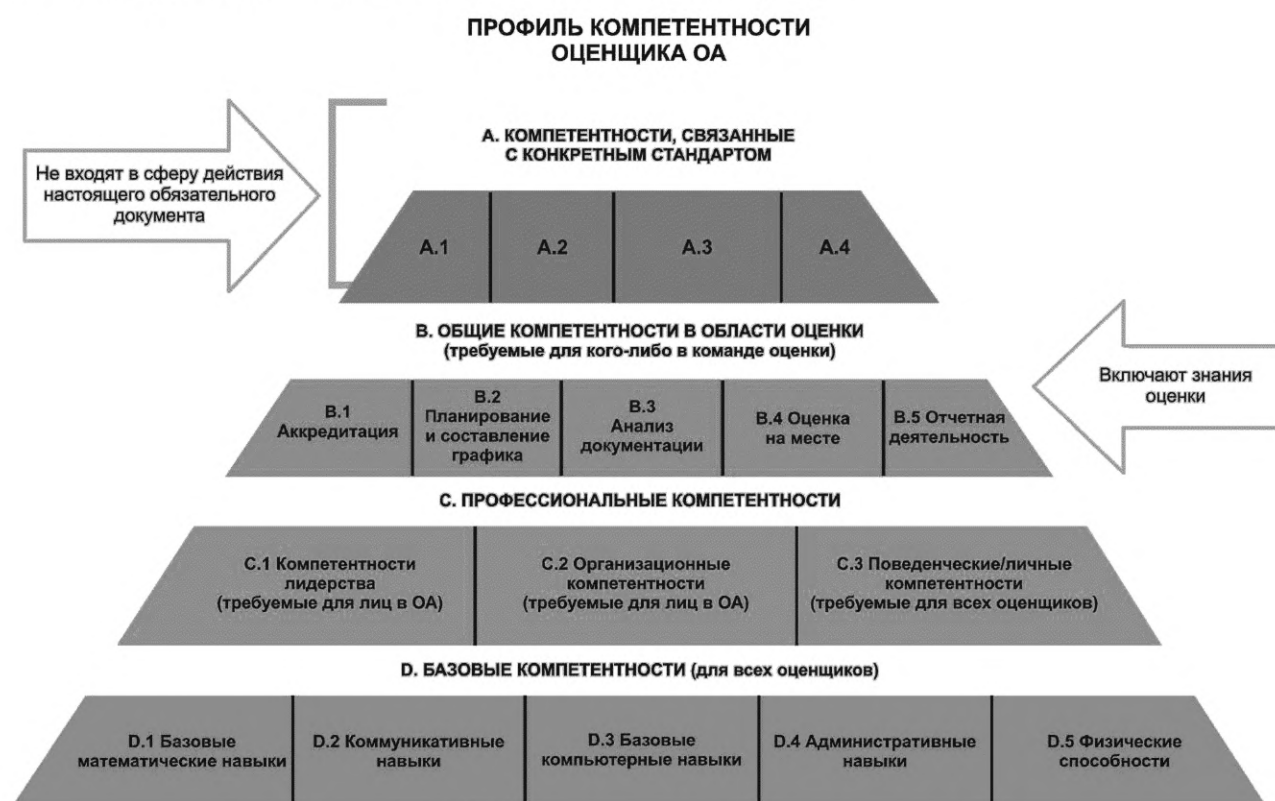 ПРОФИЛЬ КОМПЕТЕНТНОСТИ
ОЦЕНЩИКА ОА
А. КОМПЕТЕНТНОСТИ, СВЯЗАННЫЕ
С КОНКРЕТНЫМ СТАНДАРТОМ
Не входят в сферу действия
настоящего обязательного
документа
А.1
А.2
А.3
А.4
В. ОБЩИЕ КОМПЕТЕНТНОСТИ В ОБЛАСТИ ОЦЕНКИ
(требуемые для кого-либо в команде оценки)
Включают знания
оценки
В.1
Аккредитация
В.2
Планирование
и составление
графика
В.3
Анализ
документации
В.4 Оценка
на месте
В.5 Отчетная
деятельность
С. ПРОФЕССИОНАЛЬНЫЕ КОМПЕТЕНТНОСТИ
С.1 Компетентности
лидерства
(требуемые для лиц в ОА)
С.2 Организационные
компетентности
(требуемые для лиц в ОА)
С.3 Поведенческие/личные
компетентности
(требуемые для всех оценщиков)
D. БАЗОВЫЕ КОМПЕТЕНТНОСТИ (для всех оценщиков)
D.1 Базовые
математические навыки
D.2 Коммуникативные
навыки
D.3 Базовые
компьютерные навыки
D.4 Административные
навыки
D.5 Физические
способности